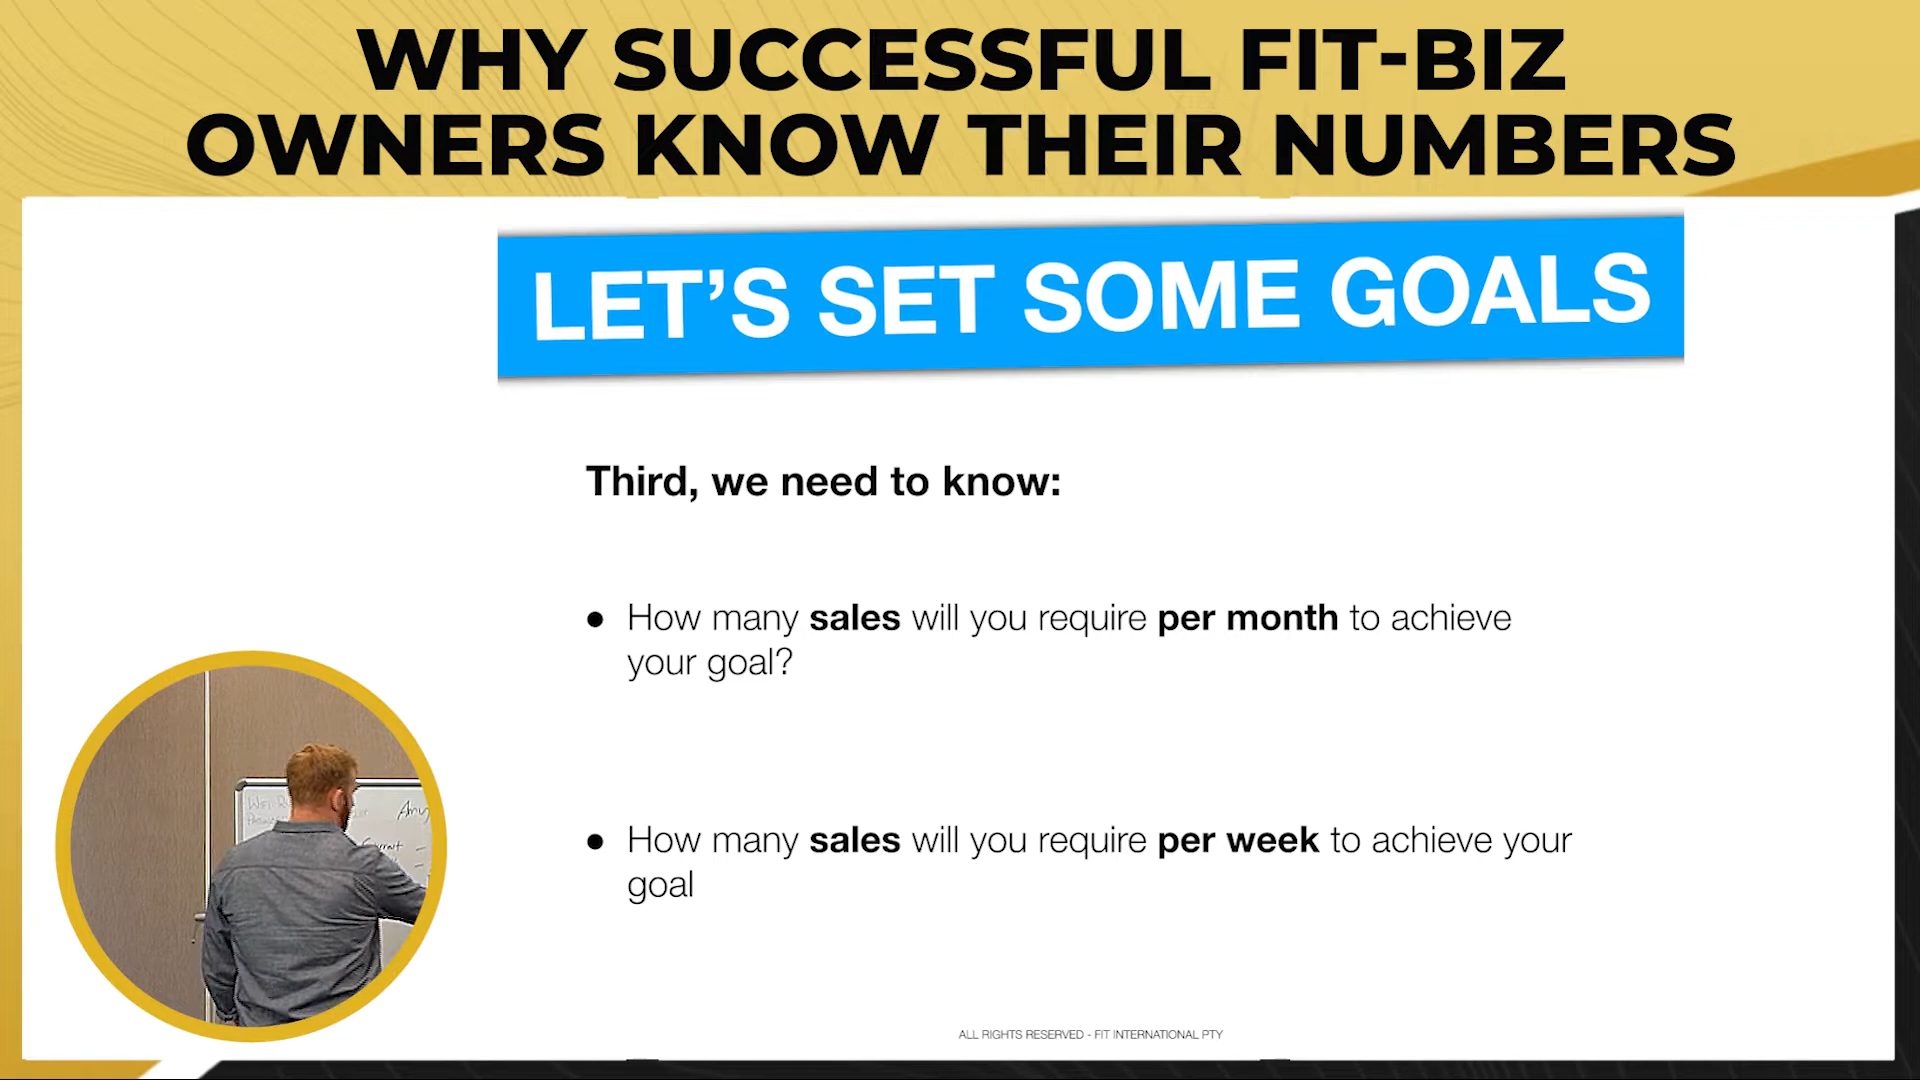 WHY SUCCESSFUL FIT-BIZ
OWNERS KNOW THEIR NUMBERS
LET'S SET SOME GOALS
Third, we need to know:
● How many sales will you require per month to achieve
your goal?
● How many sales will you require per week to achieve your
goal
ALL RIGHTS RESERVED - FIT INTERNATIONAL PTY